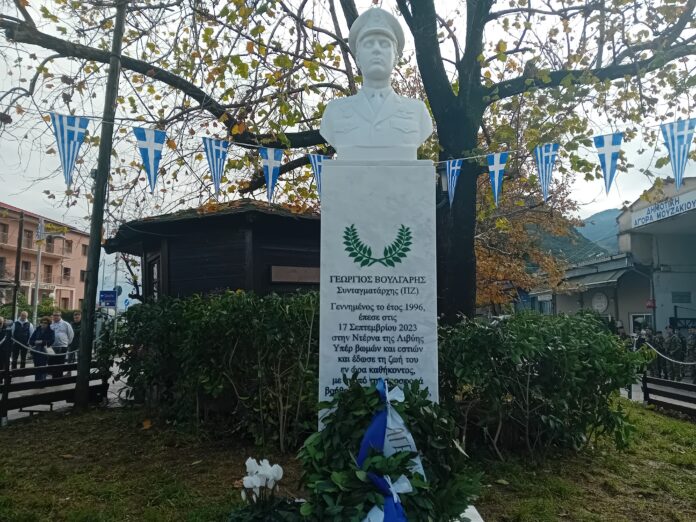 ΓΕΩΡΓΙΟΣ ΒΟΥΛΓΑΡΗΣ
Συνταγματάρχης (ΠΖ)
Γεννημένος το έτος 1996,
έπεσε στις
17 Σεπτεμβρίου 2023
στην Ντέρνα της Λιβύης
Υπέρ βωμών και εστιών
και έδωσε τη ζωή του
εν ώρα καθήκοντος,
ΔΗΜΟΤΙΚΗ
ΑΓΟΡΑ ΜΟΥΖΑΚΙΟΥ